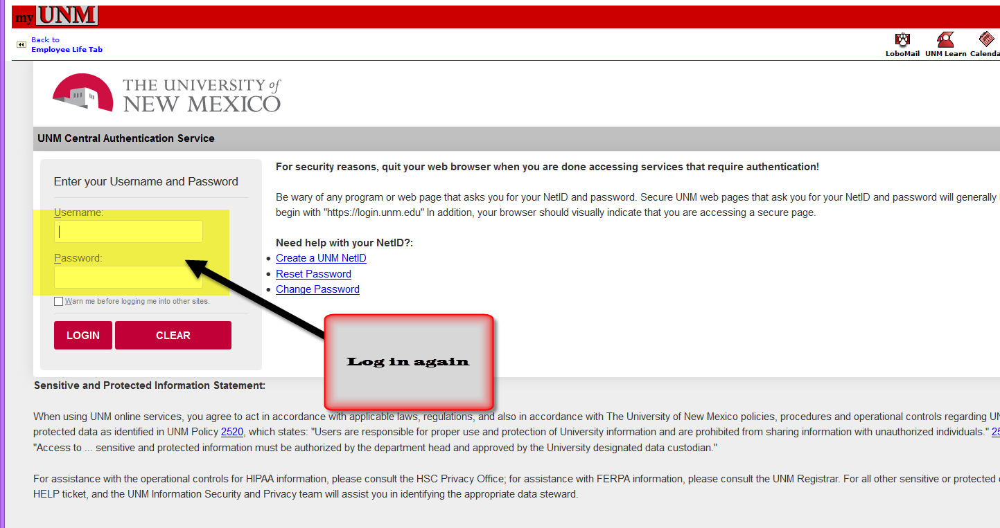 my UNM
Back to
Employee Life Tab
LoboMail UNM Learn Calenda
THE UNIVERSITY of
NEW MEXICO
UNM Central Authentication Service
Enter your Username and Password
Username:
Password:
Warn me before logging me into other sites.
LOGIN CLEAR
For security reasons, quit your web browser when you are done accessing services that require authentication!
Be wary of any program or web page that asks you for your NetID and password. Secure UNM web pages that ask you for your NetID and password will generally
begin with "https://login.unm.edu" In addition, your browser should visually indicate that you are accessing a secure page.
Need help with your NetID?:
• Create a UNM NetID
• Reset Password
• Change Password
Log in again
Sensitive and Protected Information Statement:
When using UNM online services, you agree to act in accordance with applicable laws, regulations, and also in accordance with The University of New Mexico policies, procedures and operational controls regarding UN
protected data as identified in UNM Policy 2520, which states: "Users are responsible for proper use and protection of University information and are prohibited from sharing information with unauthorized individuals." 25
"Access to ... sensitive and protected information must be authorized by the department head and approved by the University designated data custodian."
For assistance with the operational controls for HIPAA information, please consult the HSC Privacy Office; for assistance with FERPA information, please consult the UNM Registrar. For all other sensitive or protected
HELP ticket, and the UNM Information Security and Privacy team will assist you in identifying the appropriate data steward.